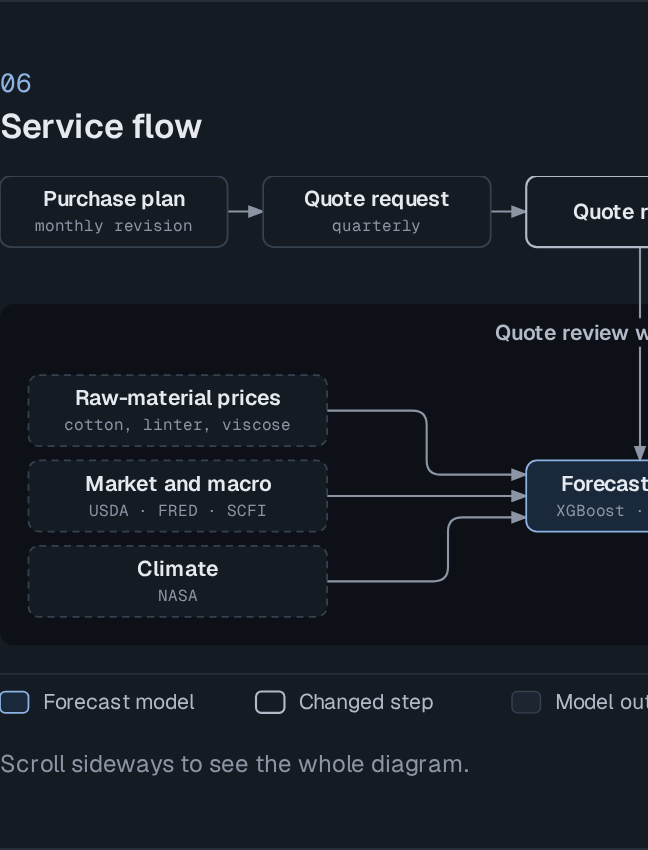 06
Service flow
Purchase plan
monthly revision
Quote request
quarterly
Quote r
Quote review w
Raw-material prices
cotton, linter, viscose
Market and macro
USDA · FRED · SCFI
Climate
NASA
Forecast
XGBoost ·
Forecast model
Changed step
Model out
Scroll sideways to see the whole diagram.